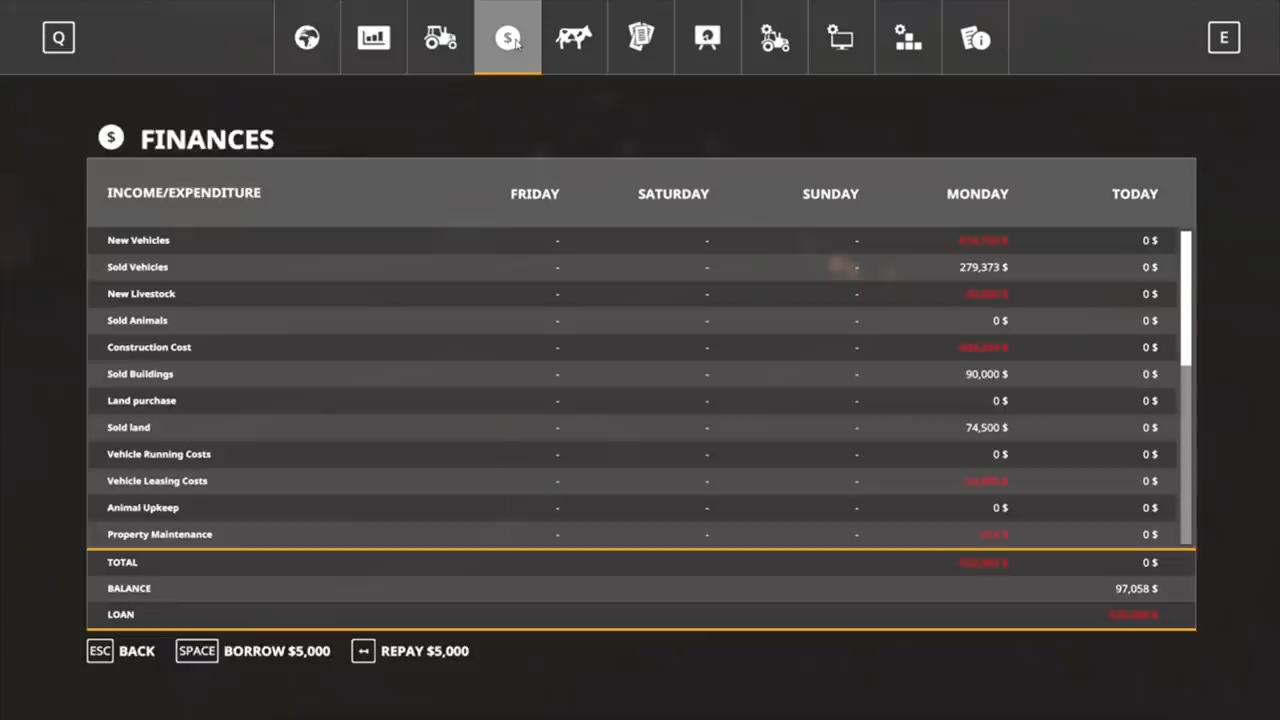 Q
E
FINANCES
INCOME/EXPENDITURE FRIDAY SATURDAY SUNDAY MONDAY TODAY
New Vehicles - - - 0 $
Sold Vehicles - - - 279,373 $ 0 $
New Livestock - - - 0 $
Sold Animals - - - 0 $ 0 $
Construction Cost - - - 0 $
Sold Buildings - - - 90,000 $ 0 $
Land purchase - - - 0 $ 0 $
Sold land - - - 74,500 $ 0 $
Vehicle Running Costs - - - 0 $ 0 $
Vehicle Leasing Costs - - - 0 $
Animal Upkeep - - - 0 $ 0 $
Property Maintenance - - - 0 $
TOTAL 0 $
BALANCE 97,058 $
LOAN
ESC BACK SPACE BORROW $5,000 REPAY $5,000